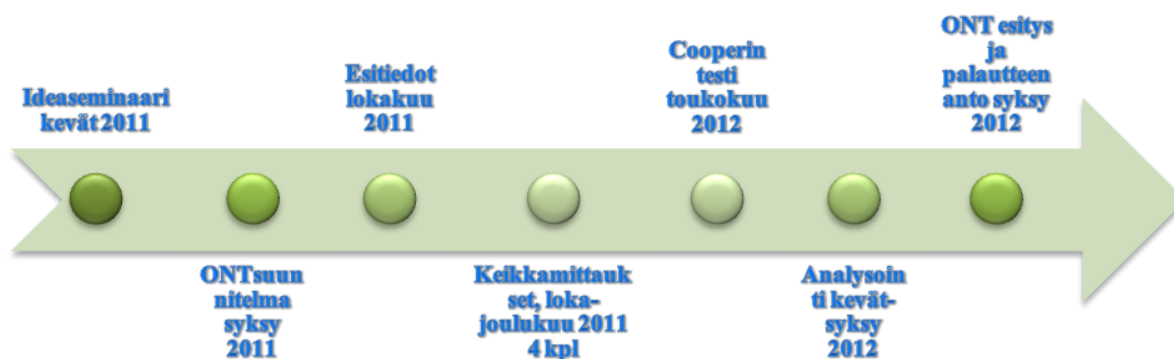 Ideaseminaari
kevät 2011
ONTsuun
nitelma
syksy
2011
Esitiedot
lokakuu
2011
Keikkamittauk
set, loka-
joulukuu 2011
4 kpl
Cooperin
testi
toukokuu
2012
Analysoin
ti kevät-
syksy
2012
ONT esitys
ja
palautteen
anto syksy
2012